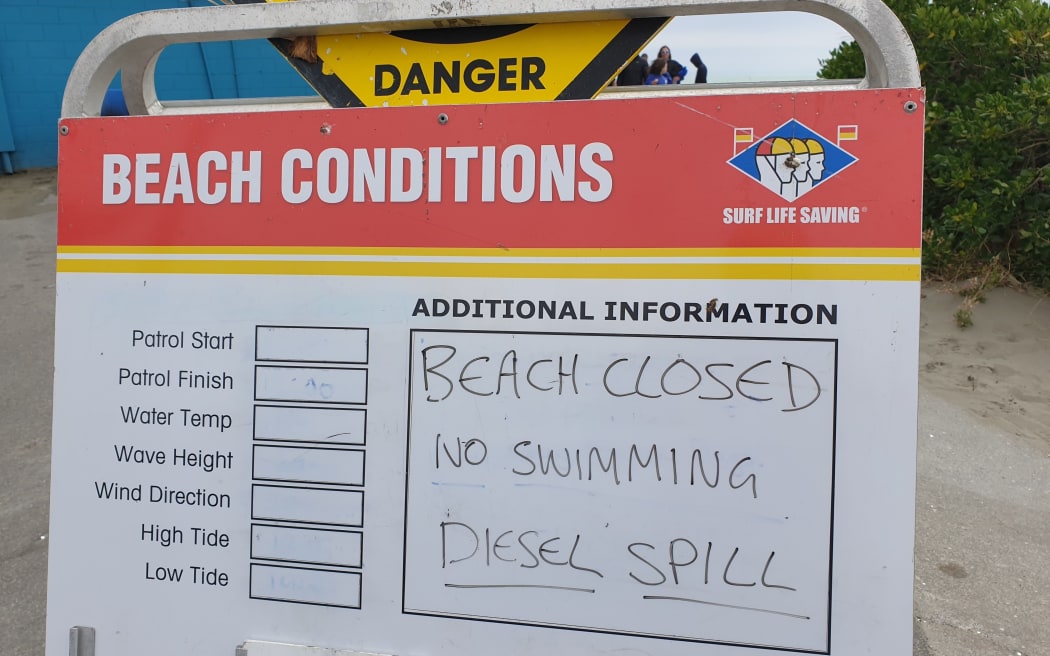 DANGER
BEACH CONDITIONS
SURF LIFE SAVING®
ADDITIONAL INFORMATION
Patrol Start
Patrol Finish
Water Temp
Wave Height
Wind Direction
High Tide
Low Tide
BEACH CLOSED
NO SWIMMING
DIESEL SPILL